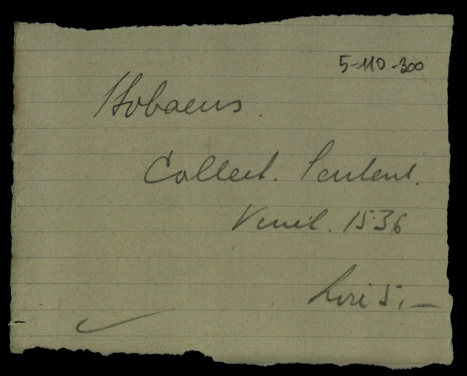 5-110-300
Stobaeus.
Collect. Sentent.
Venet. 1536
Lire 5.—